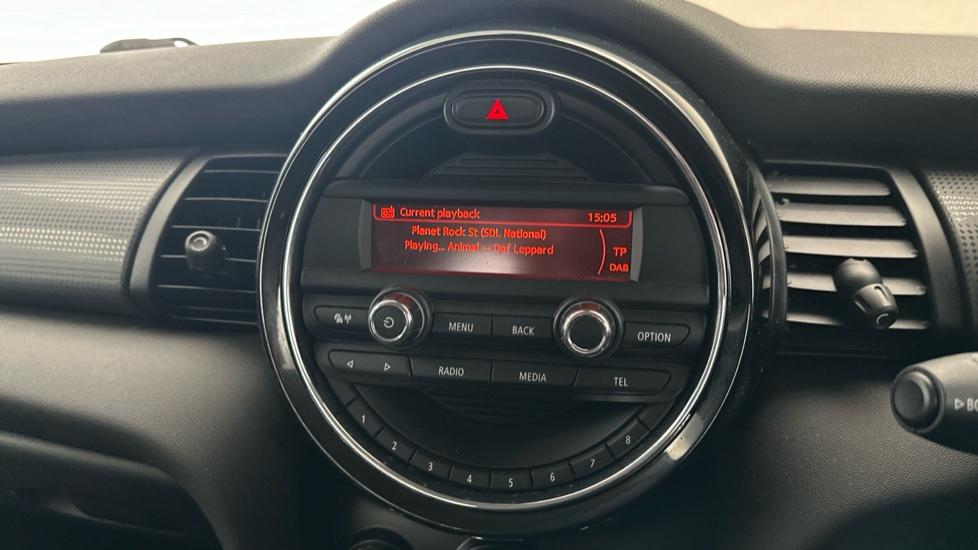 Current playback 15:05
Planet Rock St (SDL National)
Playing... Animal -- Def Leppard
TP
DAB
MENU BACK OPTION
RADIO MEDIA TEL
1 2 3 4 5 6 7 8
BC